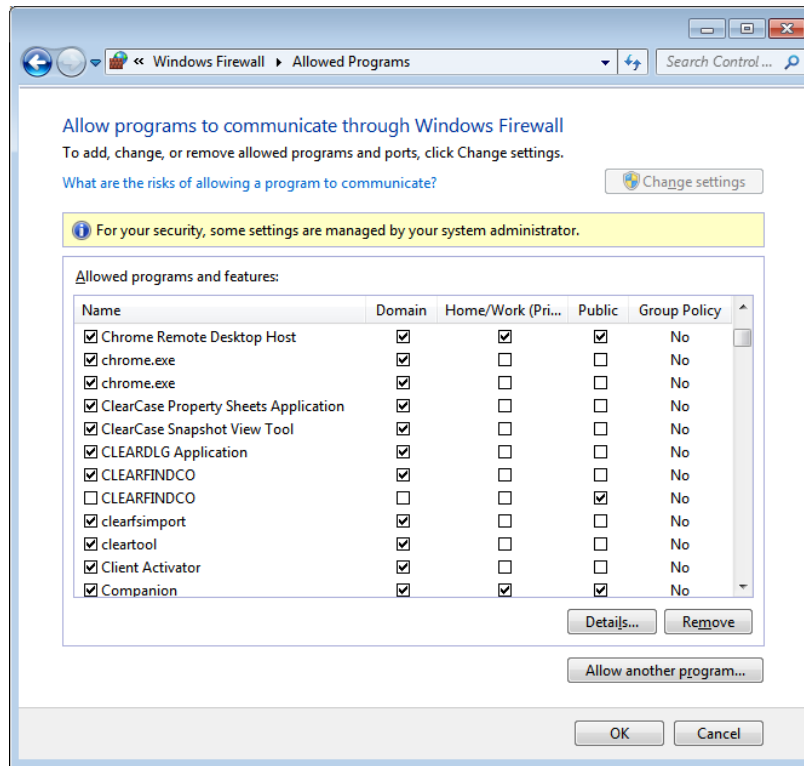 « Windows Firewall ▸ Allowed Programs Search Control ...
Allow programs to communicate through Windows Firewall
To add, change, or remove allowed programs and ports, click Change settings.
What are the risks of allowing a program to communicate? Change settings
For your security, some settings are managed by your system administrator.
Allowed programs and features:
Name Domain Home/Work (Pri... Public Group Policy
Chrome Remote Desktop Host No
chrome.exe No
chrome.exe No
ClearCase Property Sheets Application No
ClearCase Snapshot View Tool No
CLEARDLG Application No
CLEARFINDCO No
CLEARFINDCO No
clearfsimport No
cleartool No
Client Activator No
Companion No
Details... Remove
Allow another program...
OK Cancel